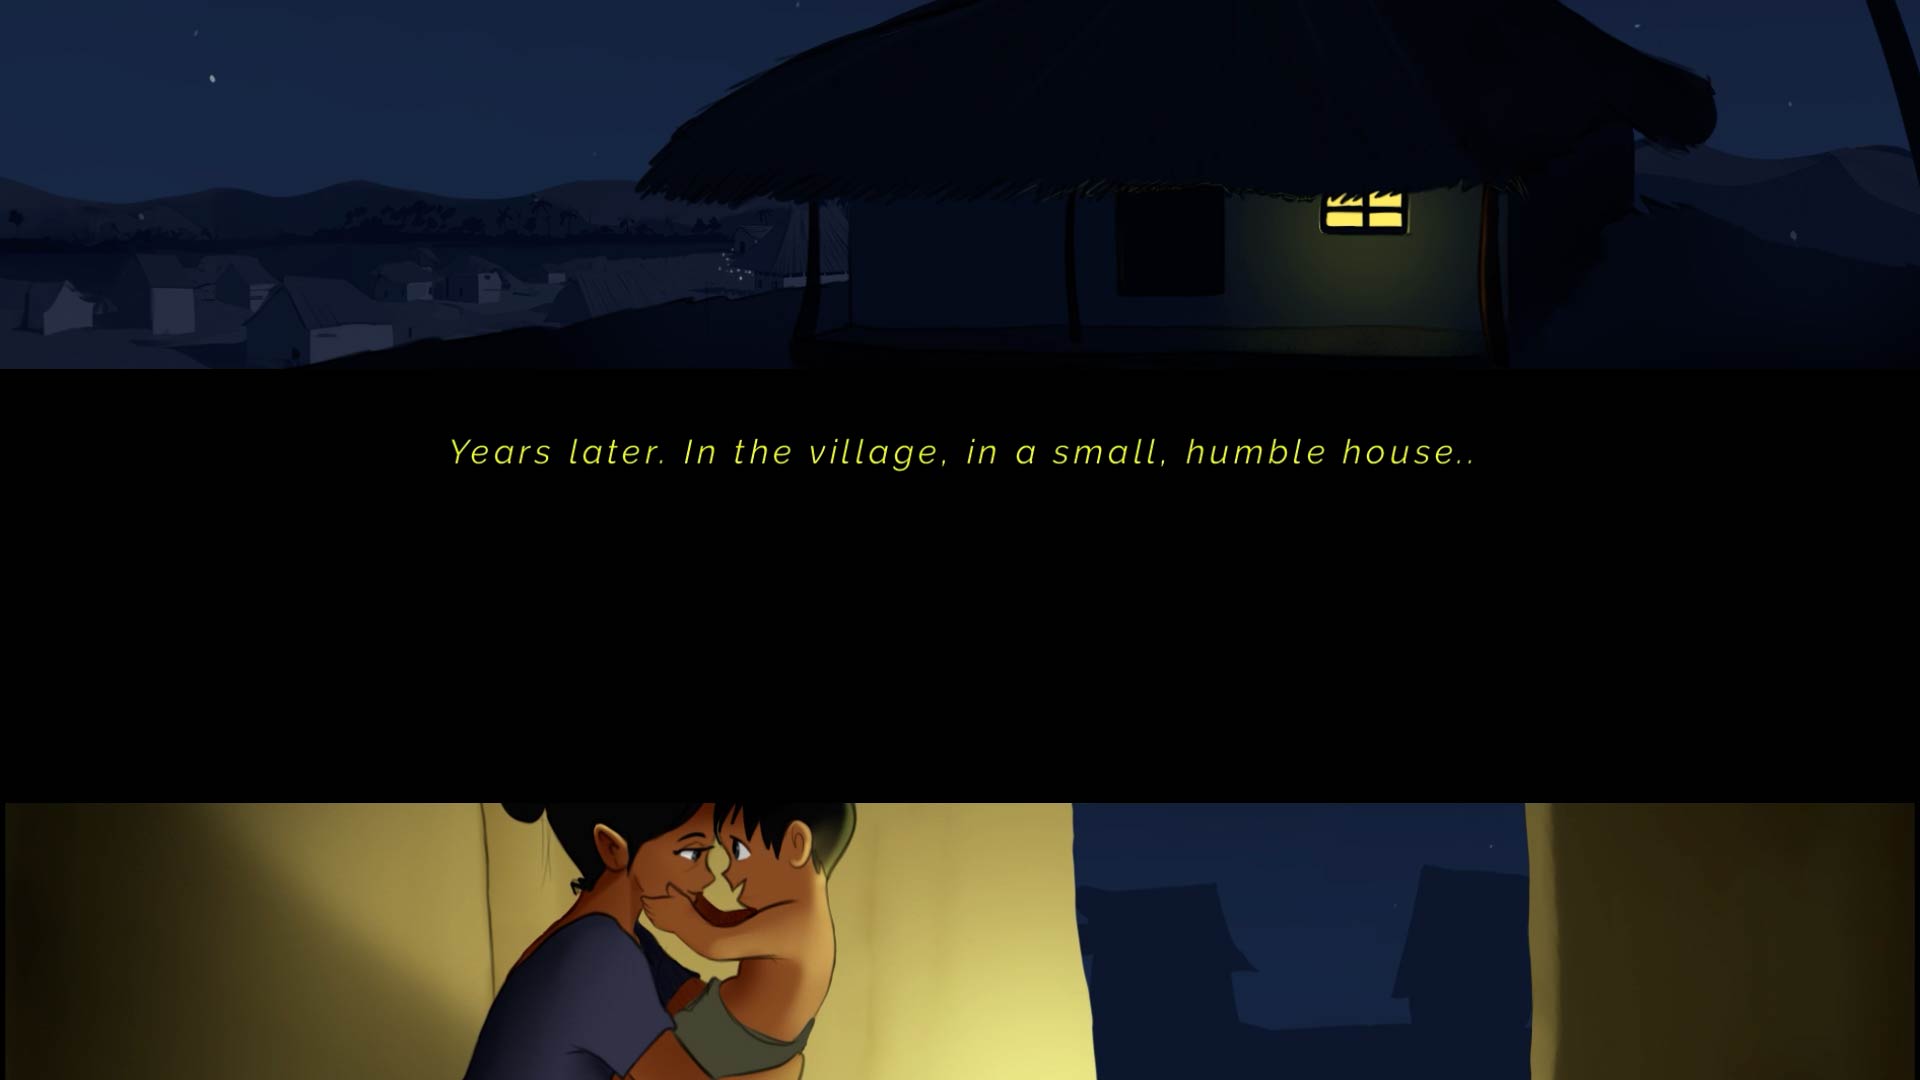 Years later. In the village, in a small, humble house..